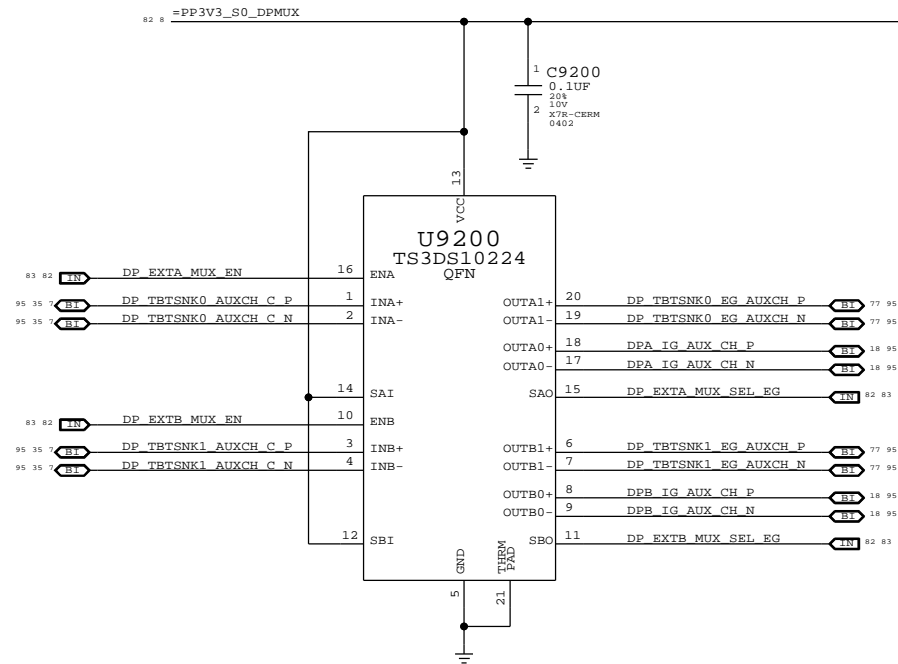 =PP3V3_S0_DPMUX
82 8
1 C9200
0.1UF
20%
10V
2 X7R-CERM
0402
13
VCC
U9200
TS3DS10224
QFN
83 82 IN DP_EXTA_MUX_EN 16 ENA
95 35 7 BI DP_TBTSNK0_AUXCH_C_P 1 INA+ OUTA1+ 20 DP_TBTSNK0_EG_AUXCH_P BI 77 95
95 35 7 BI DP_TBTSNK0_AUXCH_C_N 2 INA- OUTA1- 19 DP_TBTSNK0_EG_AUXCH_N BI 77 95
OUTA0+ 18 DPA_IG_AUX_CH_P BI 18 95
OUTA0- 17 DPA_IG_AUX_CH_N BI 18 95
14 SAI SAO 15 DP_EXTA_MUX_SEL_EG IN 82 83
83 82 IN DP_EXTB_MUX_EN 10 ENB
95 35 7 BI DP_TBTSNK1_AUXCH_C_P 3 INB+ OUTB1+ 6 DP_TBTSNK1_EG_AUXCH_P BI 77 95
95 35 7 BI DP_TBTSNK1_AUXCH_C_N 4 INB- OUTB1- 7 DP_TBTSNK1_EG_AUXCH_N BI 77 95
OUTB0+ 8 DPB_IG_AUX_CH_P BI 18 95
OUTB0- 9 DPB_IG_AUX_CH_N BI 18 95
12 SBI SBO 11 DP_EXTB_MUX_SEL_EG IN 82 83
GND
THRM
PAD
5
21